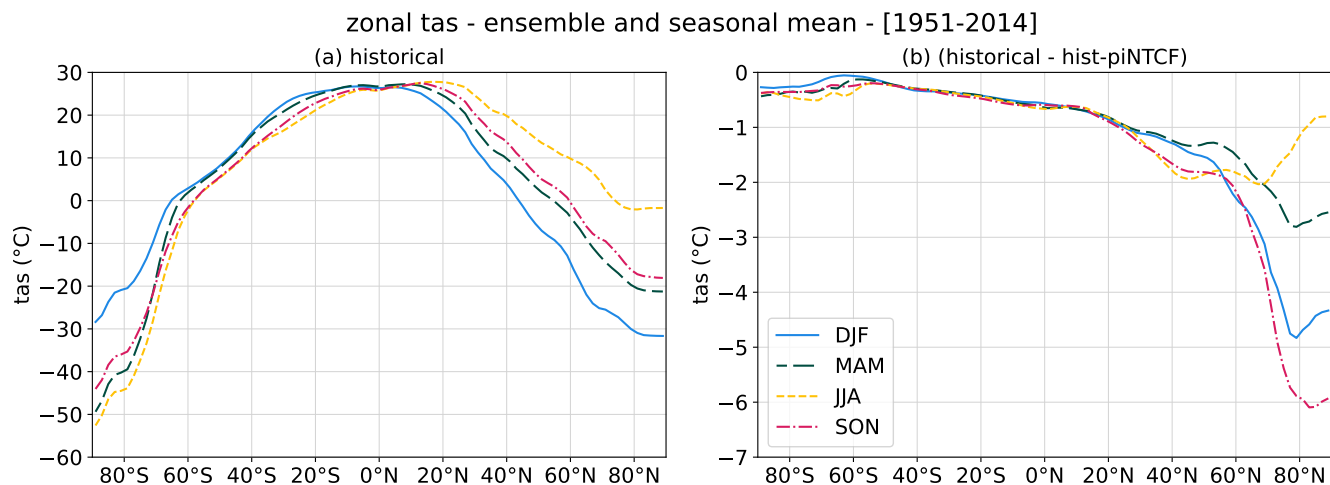 zonal tas - ensemble and seasonal mean - [1951-2014]
(a) historical
30
20
10
0
−10
−20
−30
−40
−50
−60
tas (°C)
80°S 60°S 40°S 20°S 0°N 20°N 40°N 60°N 80°N
(b) (historical - hist-piNTCF)
0
−1
−2
−3
−4
−5
−6
−7
tas (°C)
DJF
MAM
JJA
SON
80°S 60°S 40°S 20°S 0°N 20°N 40°N 60°N 80°N